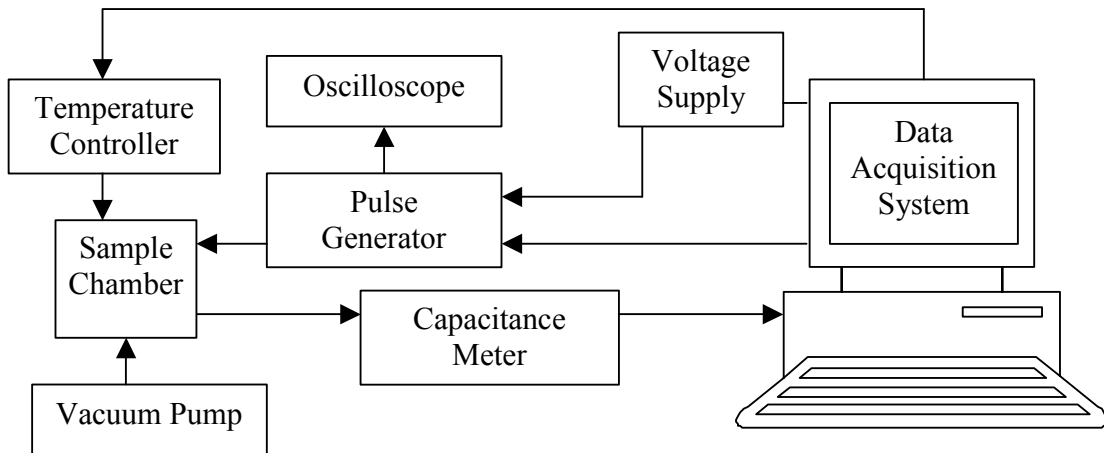 Temperature
Controller
Oscilloscope
Voltage
Supply
Data
Acquisition
System
Pulse
Generator
Sample
Chamber
Capacitance
Meter
Vacuum Pump